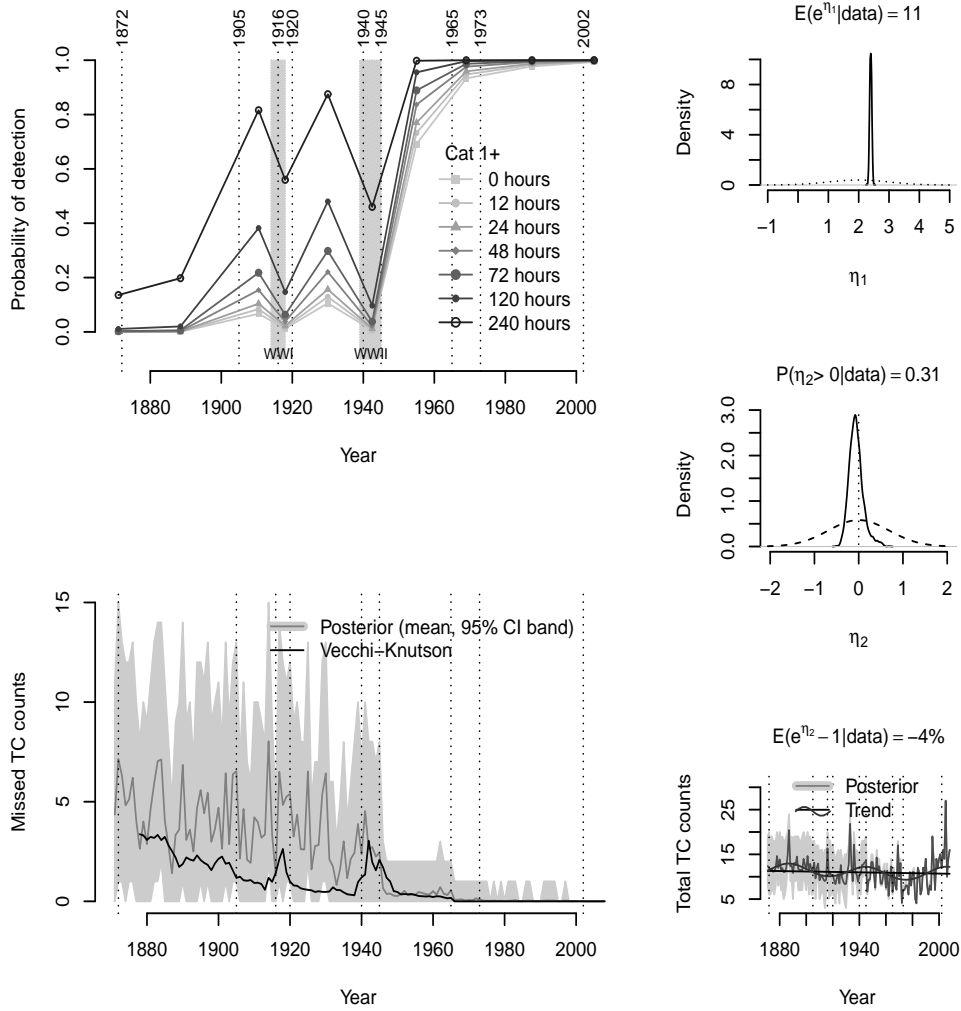 1872 1905 1916 1920 1940 1945 1965 1973 2002
Probability of detection
1.0
0.8
0.6
0.4
0.2
0.0
Cat 1+
0 hours
12 hours
24 hours
48 hours
72 hours
120 hours
240 hours
WWI WWII
1880 1900 1920 1940 1960 1980 2000
Year
E(e^η₁|data) = 11
Density
8
4
0
−1 1 2 3 4 5
η₁
P(η₂> 0|data) = 0.31
Density
3.0
2.0
1.0
0.0
−2 −1 0 1 2
η₂
Missed TC counts
15
10
5
0
Posterior (mean, 95% CI band)
Vecchi−Knutson
1880 1900 1920 1940 1960 1980 2000
Year
E(e^η₂ − 1|data) = −4%
Total TC counts
25
15
5
Posterior
Trend
1880 1940 2000
Year